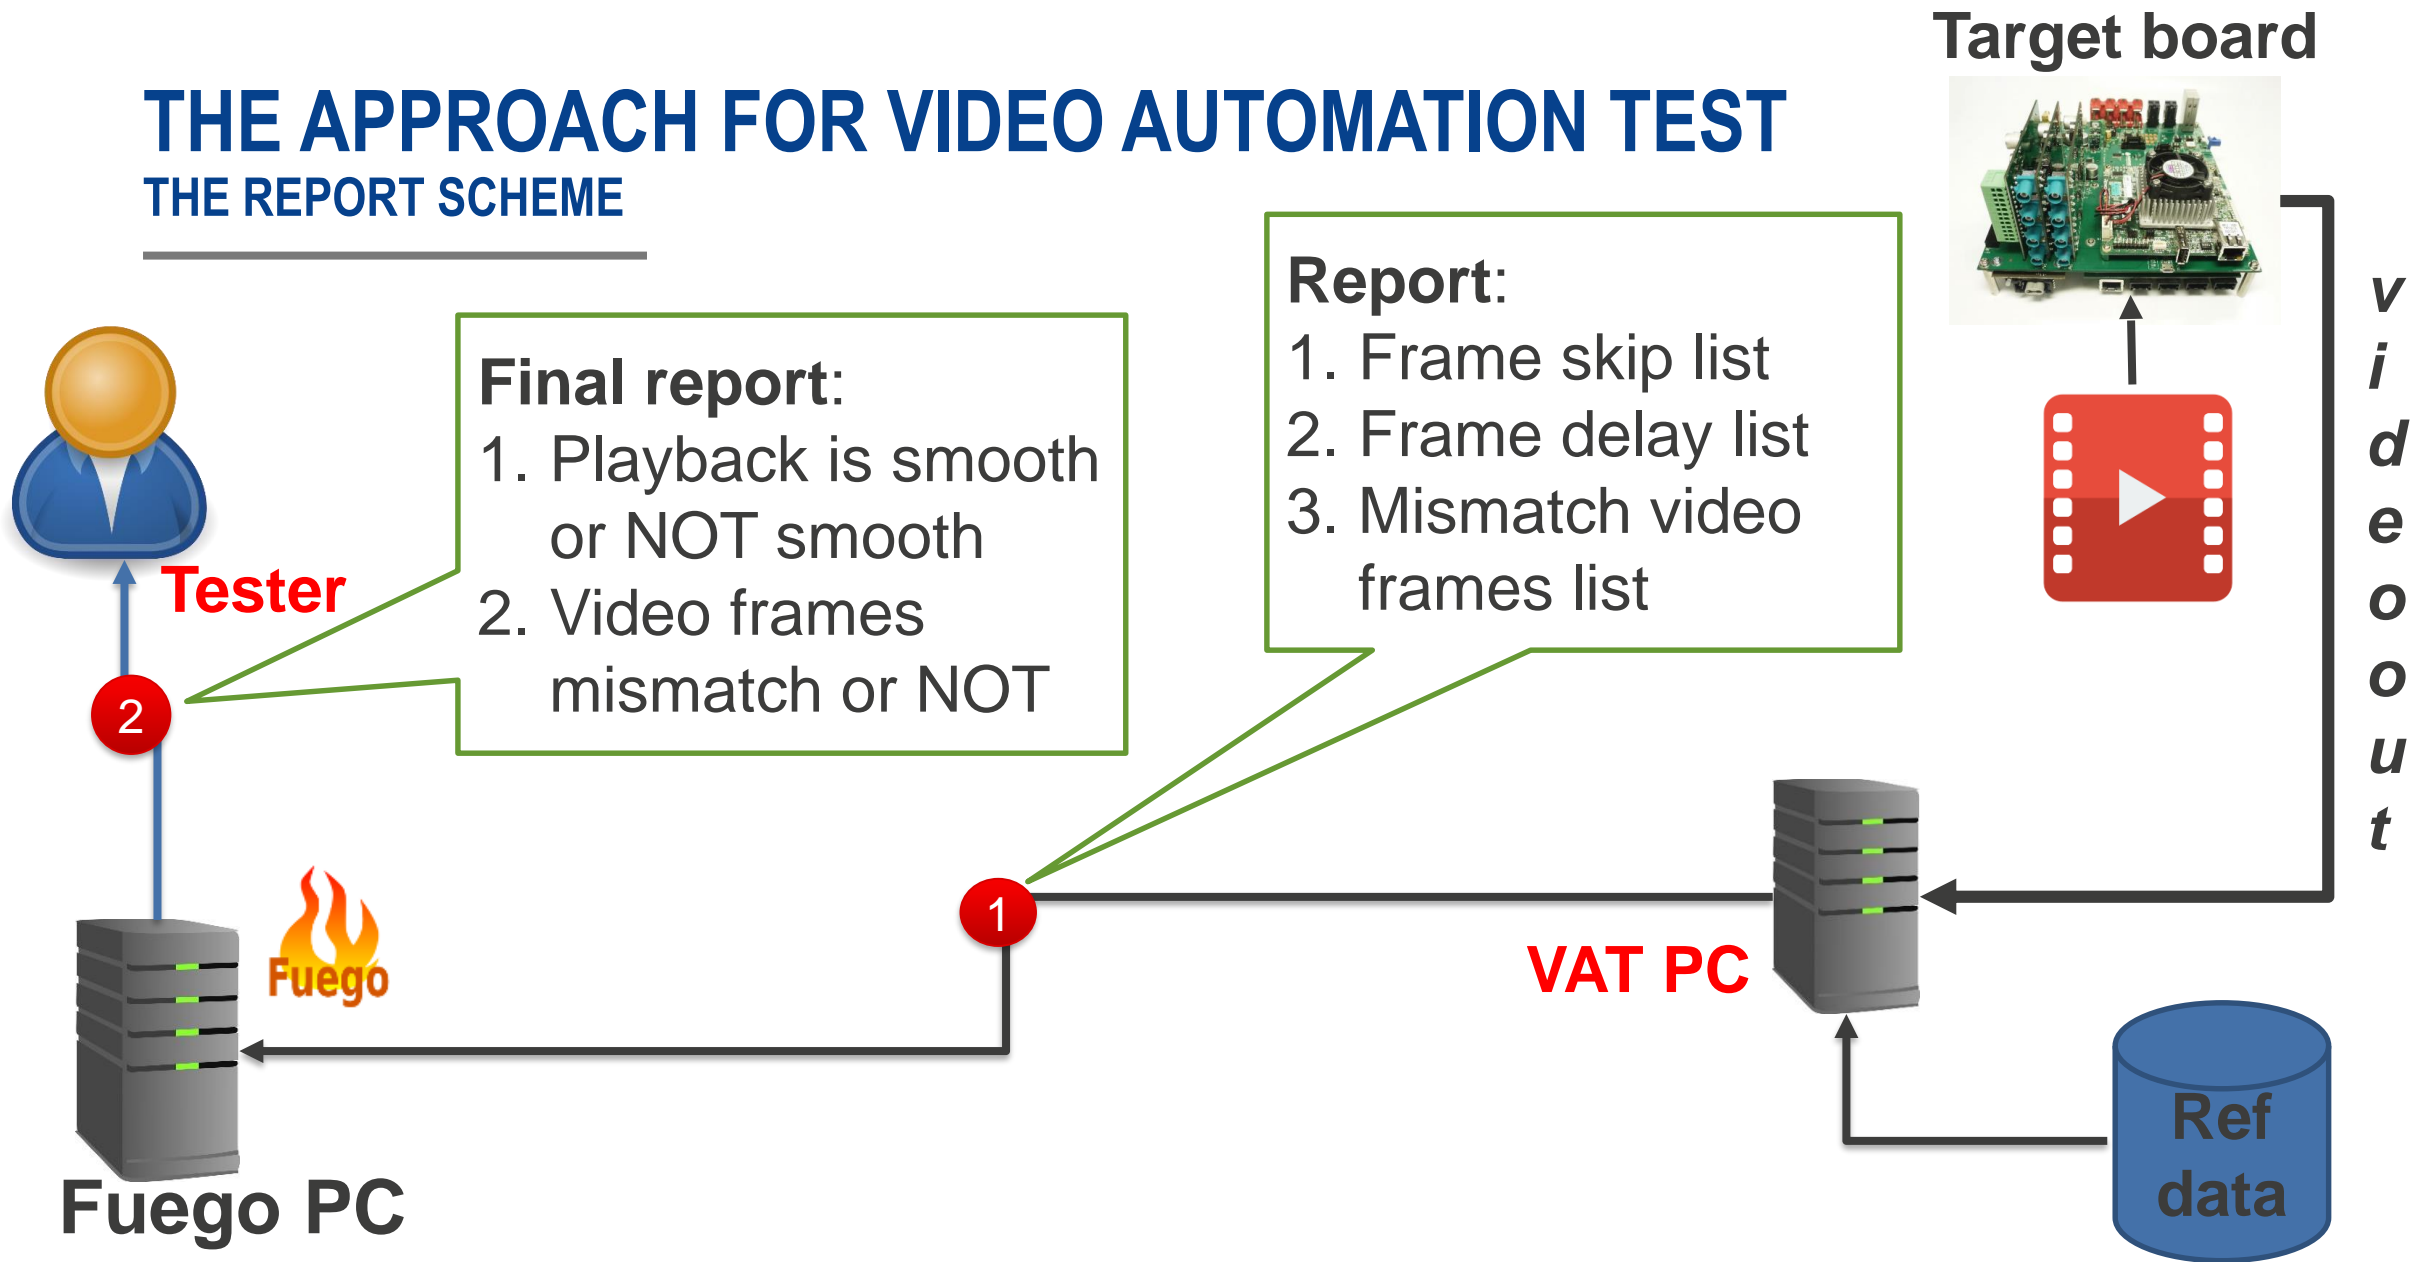 Target board
THE APPROACH FOR VIDEO AUTOMATION TEST
THE REPORT SCHEME
Final report:
1. Playback is smooth
or NOT smooth
2. Video frames
mismatch or NOT
Report:
1. Frame skip list
2. Frame delay list
3. Mismatch video
frames list
videoout
Tester
2
1
Fuego
VAT PC
Fuego PC
Ref
data